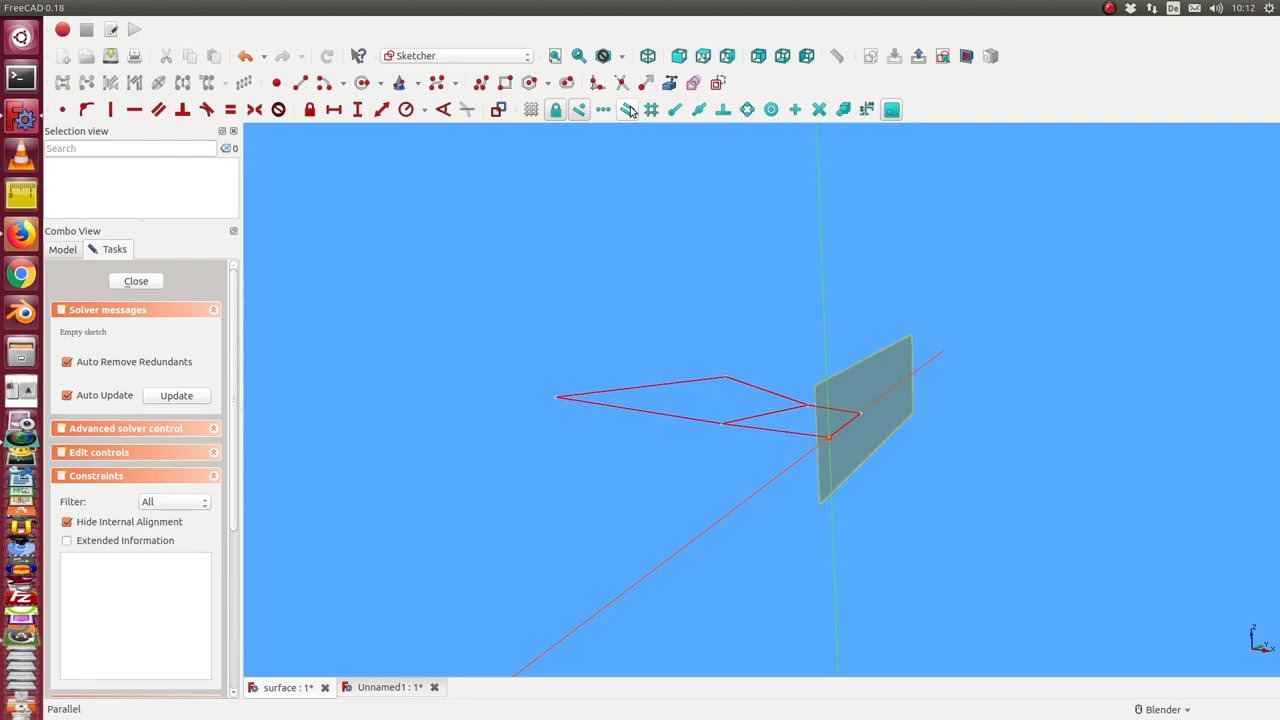 FreeCAD 0.18
De
10:12
Sketcher
Selection view
Search
0
Combo View
Model
Tasks
Close
Solver messages
Empty sketch
Auto Remove Redundants
Auto Update
Update
Advanced solver control
Edit controls
Constraints
Filter:
All
Hide Internal Alignment
Extended Information
surface : 1*
Unnamed1 : 1*
Parallel
Blender